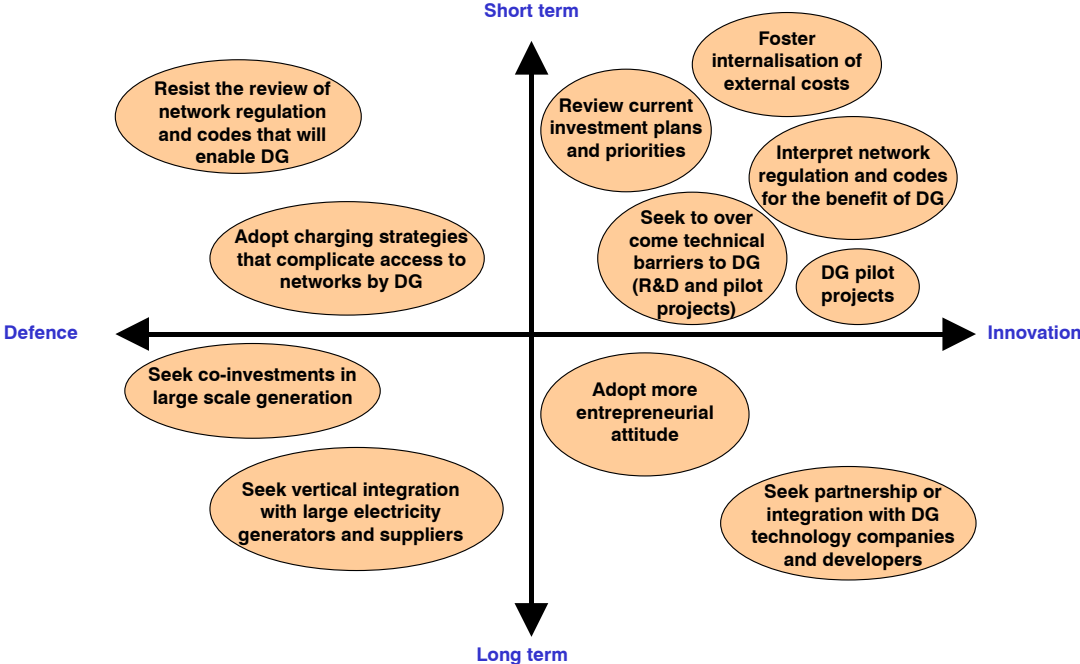 Short term
Foster
internalisation of
external costs
Resist the review of
network regulation
and codes that will
enable DG
Review current
investment plans
and priorities
Interpret network
regulation and codes
for the benefit of DG
Adopt charging strategies
that complicate access to
networks by DG
Seek to over
come technical
barriers to DG
(R&D and pilot
projects)
DG pilot
projects
Defence
Innovation
Seek co-investments in
large scale generation
Adopt more
entrepreneurial
attitude
Seek vertical integration
with large electricity
generators and suppliers
Seek partnership or
integration with DG
technology companies
and developers
Long term